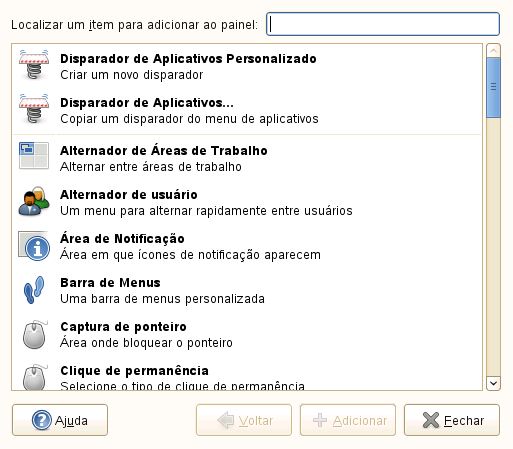 Localizar um item para adicionar ao painel:
Disparador de Aplicativos Personalizado
Criar um novo disparador
Disparador de Aplicativos...
Copiar um disparador do menu de aplicativos
Alternador de Áreas de Trabalho
Alternar entre áreas de trabalho
Alternador de usuário
Um menu para alternar rapidamente entre usuários
Área de Notificação
Área em que ícones de notificação aparecem
Barra de Menus
Uma barra de menus personalizada
Captura de ponteiro
Área onde bloquear o ponteiro
Clique de permanência
Selecione o tipo de clique de permanência
Ajuda Voltar Adicionar Fechar